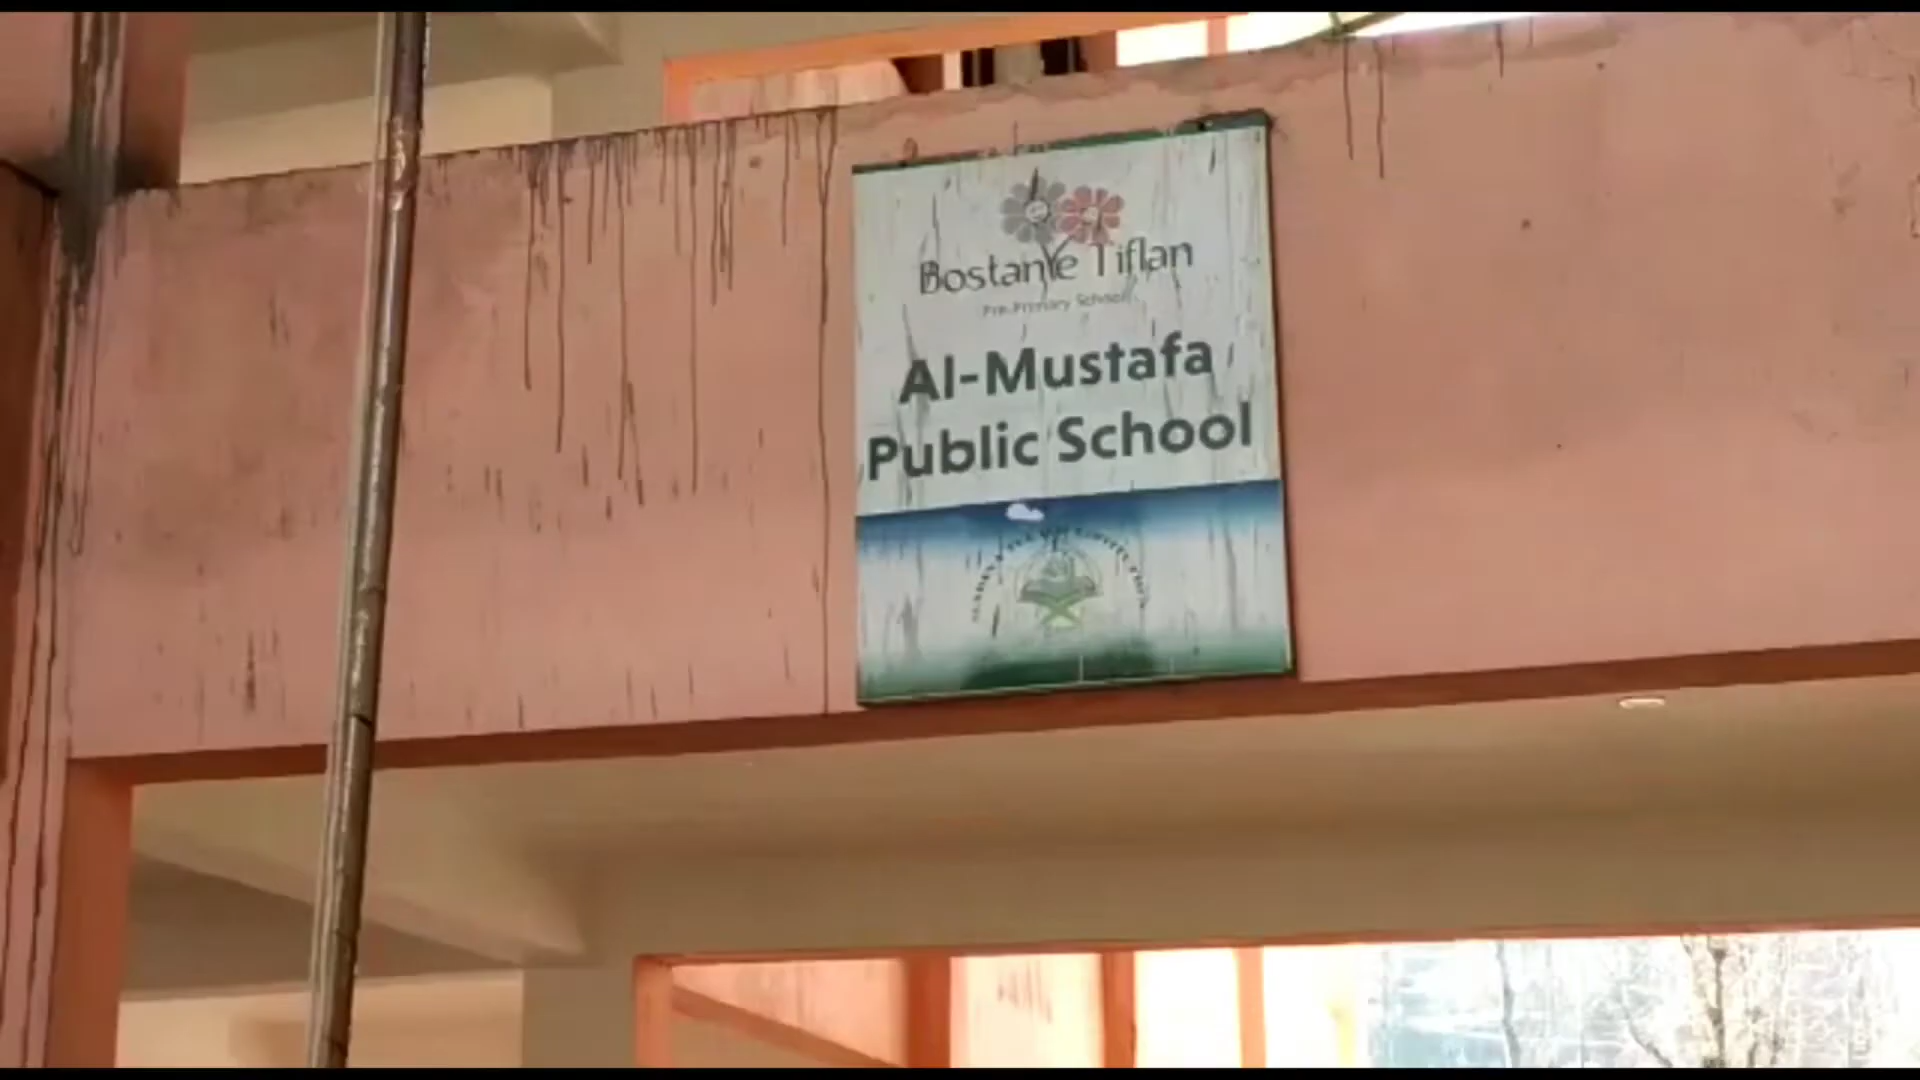 Bostan-e Tiflan
Pre-Primary School
Al-Mustafa
Public School